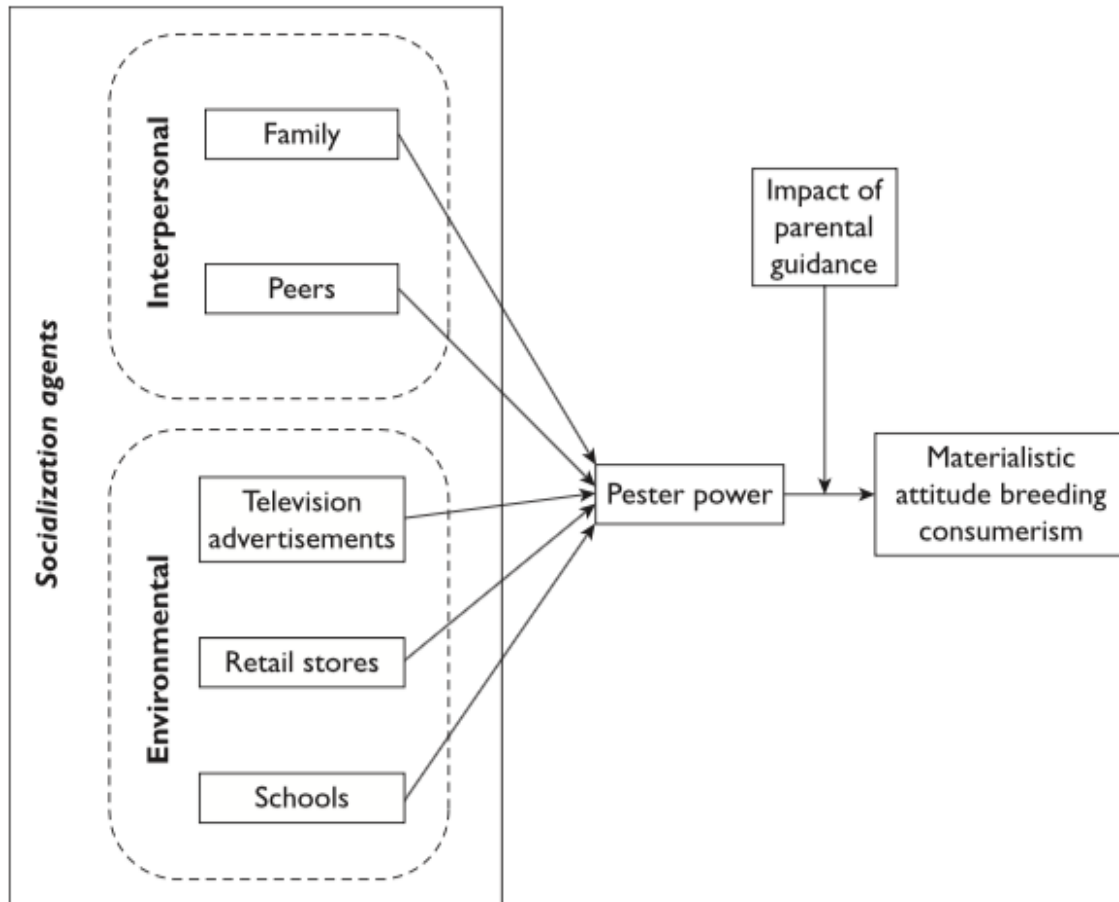 Socialization agents
Interpersonal
Family
Peers
Environmental
Television
advertisements
Retail stores
Schools
Pester power
Impact of
parental
guidance
Materialistic
attitude breeding
consumerism